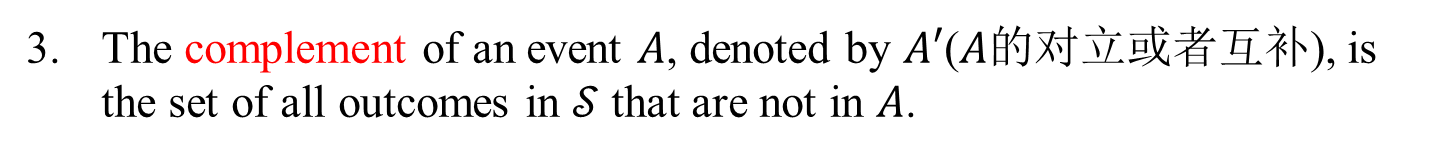 3. The complement of an event A, denoted by A′(A的对立或者互补), is
the set of all outcomes in 𝒮 that are not in A.